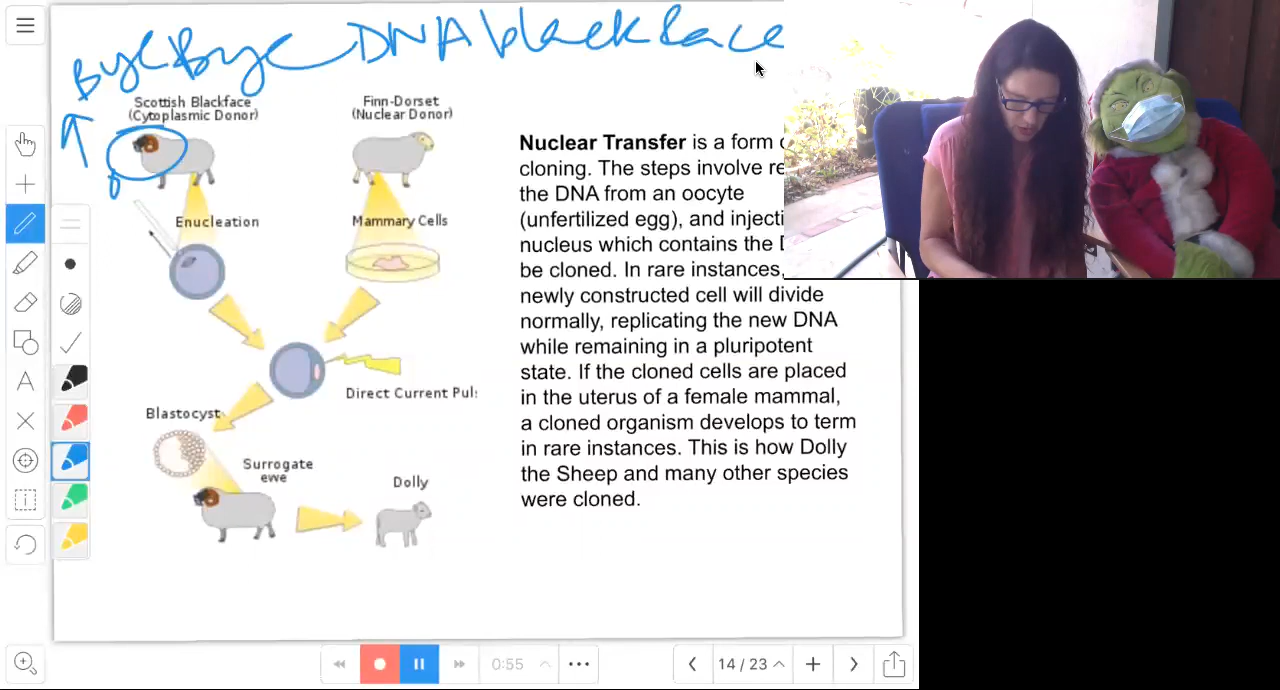 Bye Bye DNA blackface
Scottish Blackface
(Cytoplasmic Donor)
Finn-Dorset
(Nuclear Donor)
Enucleation
Mammary Cells
Direct Current Puls
Blastocyst
Surrogate
ewe
Dolly
Nuclear Transfer is a form
cloning. The steps involve
the DNA from an oocyte
(unfertilized egg), and
nucleus which contains the
be cloned. In rare instances,
newly constructed cell will divide
normally, replicating the new DNA
while remaining in a pluripotent
state. If the cloned cells are placed
in the uterus of a female mammal,
a cloned organism develops to term
in rare instances. This is how Dolly
the Sheep and many other species
were cloned.
A
0:55
14 / 23